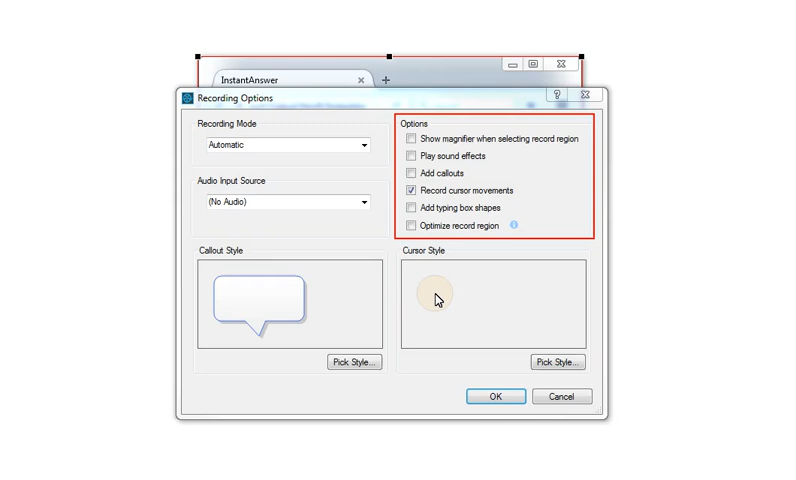 InstantAnswer
Recording Options
Recording Mode
Automatic
Audio Input Source
(No Audio)
Options
Show magnifier when selecting record region
Play sound effects
Add callouts
Record cursor movements
Add typing box shapes
Optimize record region
Callout Style
Pick Style...
Cursor Style
Pick Style...
OK
Cancel